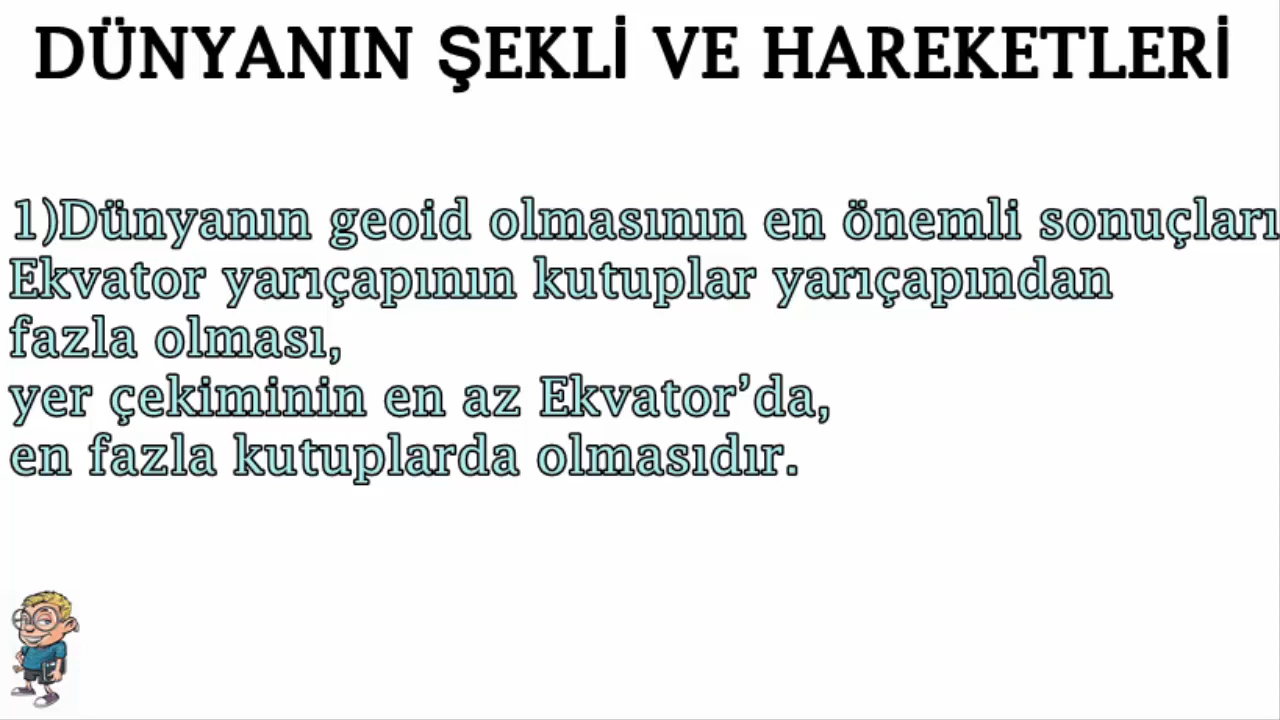 DÜNYANIN ŞEKLİ VE HAREKETLERİ
1)Dünyanın geoid olmasının en önemli sonuçları
Ekvator yarıçapının kutuplar yarıçapından
fazla olması,
yer çekiminin en az Ekvator’da,
en fazla kutuplarda olmasıdır.